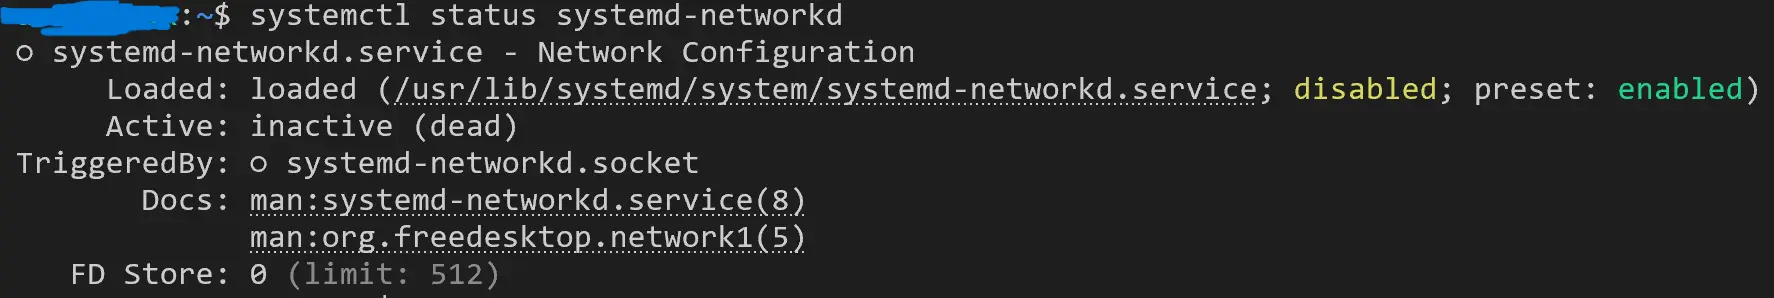 :~$ systemctl status systemd-networkd
○ systemd-networkd.service - Network Configuration
Loaded: loaded (/usr/lib/systemd/system/systemd-networkd.service; disabled; preset: enabled)
Active: inactive (dead)
TriggeredBy: ○ systemd-networkd.socket
Docs: man:systemd-networkd.service(8)
man:org.freedesktop.network1(5)
FD Store: 0 (limit: 512)